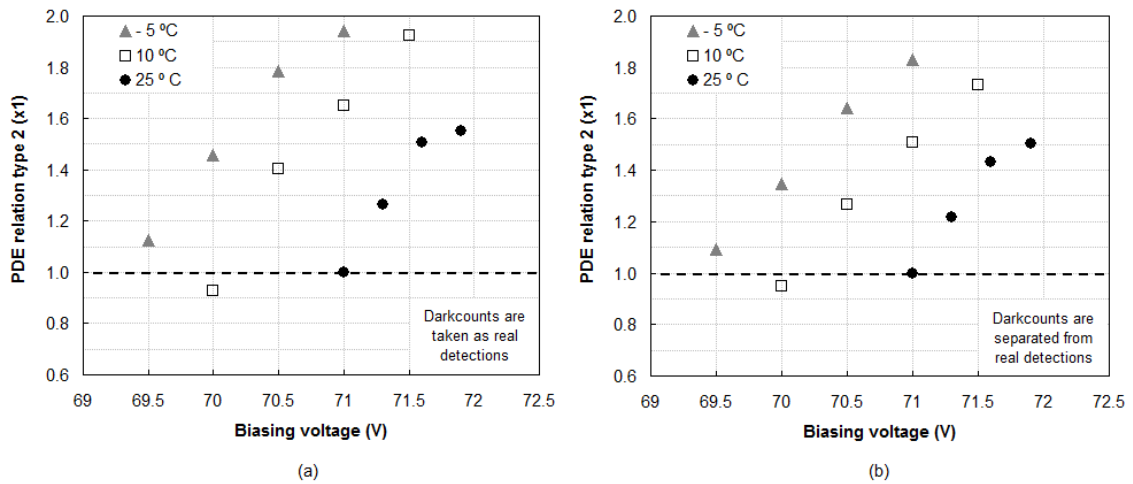 PDE relation type 2 (x1)
2.0
1.8
1.6
1.4
1.2
1.0
0.8
0.6
- 5 ºC
10 ºC
25 º C
Darkcounts are
taken as real
detections
69
69.5
70
70.5
71
71.5
72
72.5
Biasing voltage (V)
(a)
PDE relation type 2 (x1)
2.0
1.8
1.6
1.4
1.2
1.0
0.8
0.6
- 5 ºC
10 ºC
25 º C
Darkcounts are
separated from
real detections
69
69.5
70
70.5
71
71.5
72
72.5
Biasing voltage (V)
(b)